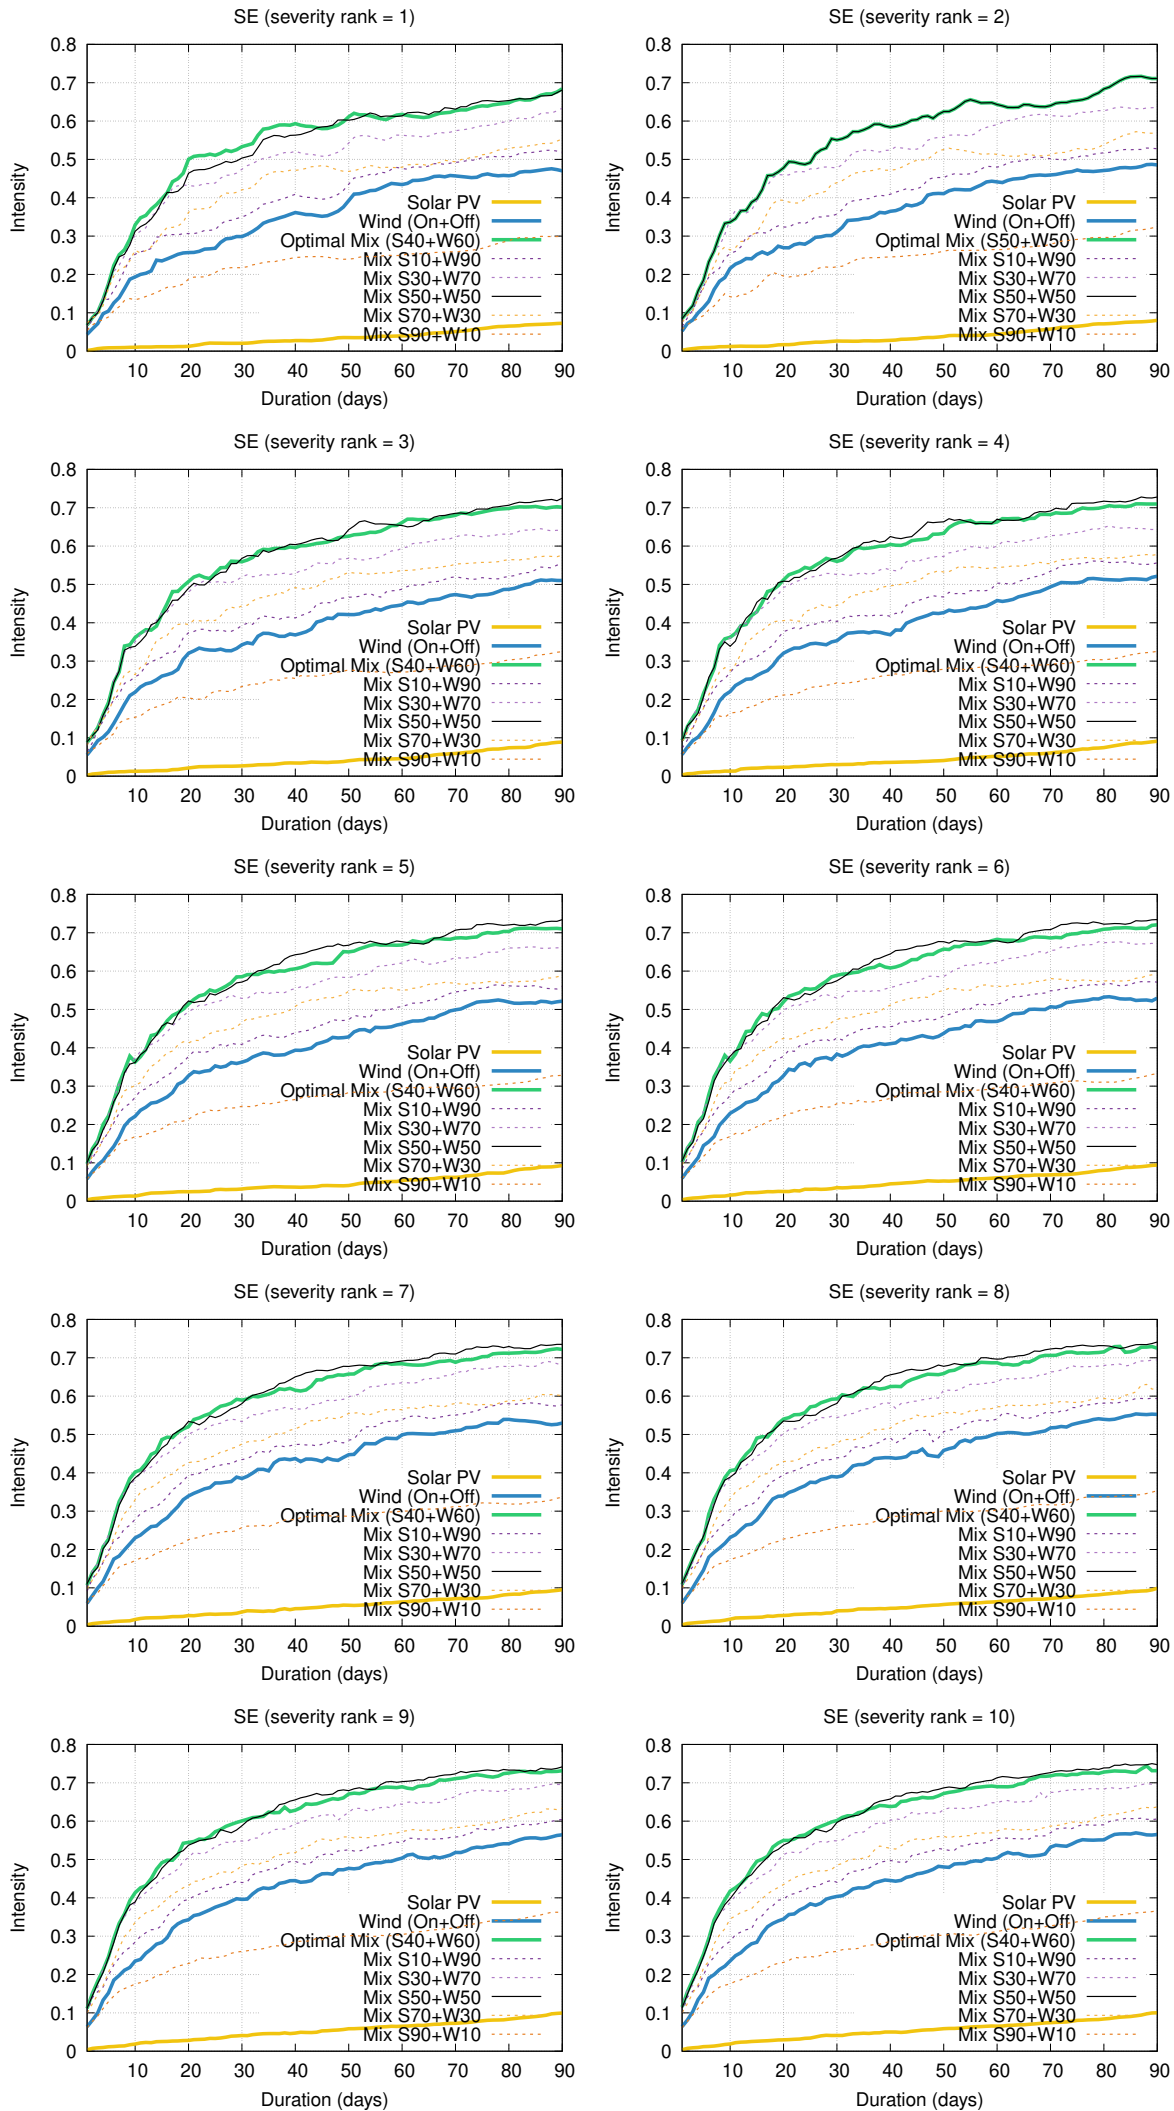 SE (severity rank = 1)
0.8
0.7
0.6
0.5
0.4
0.3
0.2
0.1
0
Intensity
Solar PV
Wind (On+Off)
Optimal Mix (S40+W60)
Mix S10+W90
Mix S30+W70
Mix S50+W50
Mix S70+W30
Mix S90+W10
10 20 30 40 50 60 70 80 90
Duration (days)
SE (severity rank = 2)
0.8
0.7
0.6
0.5
0.4
0.3
0.2
0.1
0
Intensity
Solar PV
Wind (On+Off)
Optimal Mix (S50+W50)
Mix S10+W90
Mix S30+W70
Mix S50+W50
Mix S70+W30
Mix S90+W10
10 20 30 40 50 60 70 80 90
Duration (days)
SE (severity rank = 3)
0.8
0.7
0.6
0.5
0.4
0.3
0.2
0.1
0
Intensity
Solar PV
Wind (On+Off)
Optimal Mix (S40+W60)
Mix S10+W90
Mix S30+W70
Mix S50+W50
Mix S70+W30
Mix S90+W10
10 20 30 40 50 60 70 80 90
Duration (days)
SE (severity rank = 4)
0.8
0.7
0.6
0.5
0.4
0.3
0.2
0.1
0
Intensity
Solar PV
Wind (On+Off)
Optimal Mix (S40+W60)
Mix S10+W90
Mix S30+W70
Mix S50+W50
Mix S70+W30
Mix S90+W10
10 20 30 40 50 60 70 80 90
Duration (days)
SE (severity rank = 5)
0.8
0.7
0.6
0.5
0.4
0.3
0.2
0.1
0
Intensity
Solar PV
Wind (On+Off)
Optimal Mix (S40+W60)
Mix S10+W90
Mix S30+W70
Mix S50+W50
Mix S70+W30
Mix S90+W10
10 20 30 40 50 60 70 80 90
Duration (days)
SE (severity rank = 6)
0.8
0.7
0.6
0.5
0.4
0.3
0.2
0.1
0
Intensity
Solar PV
Wind (On+Off)
Optimal Mix (S40+W60)
Mix S10+W90
Mix S30+W70
Mix S50+W50
Mix S70+W30
Mix S90+W10
10 20 30 40 50 60 70 80 90
Duration (days)
SE (severity rank = 7)
0.8
0.7
0.6
0.5
0.4
0.3
0.2
0.1
0
Intensity
Solar PV
Wind (On+Off)
Optimal Mix (S40+W60)
Mix S10+W90
Mix S30+W70
Mix S50+W50
Mix S70+W30
Mix S90+W10
10 20 30 40 50 60 70 80 90
Duration (days)
SE (severity rank = 8)
0.8
0.7
0.6
0.5
0.4
0.3
0.2
0.1
0
Intensity
Solar PV
Wind (On+Off)
Optimal Mix (S40+W60)
Mix S10+W90
Mix S30+W70
Mix S50+W50
Mix S70+W30
Mix S90+W10
10 20 30 40 50 60 70 80 90
Duration (days)
SE (severity rank = 9)
0.8
0.7
0.6
0.5
0.4
0.3
0.2
0.1
0
Intensity
Solar PV
Wind (On+Off)
Optimal Mix (S40+W60)
Mix S10+W90
Mix S30+W70
Mix S50+W50
Mix S70+W30
Mix S90+W10
10 20 30 40 50 60 70 80 90
Duration (days)
SE (severity rank = 10)
0.8
0.7
0.6
0.5
0.4
0.3
0.2
0.1
0
Intensity
Solar PV
Wind (On+Off)
Optimal Mix (S40+W60)
Mix S10+W90
Mix S30+W70
Mix S50+W50
Mix S70+W30
Mix S90+W10
10 20 30 40 50 60 70 80 90
Duration (days)